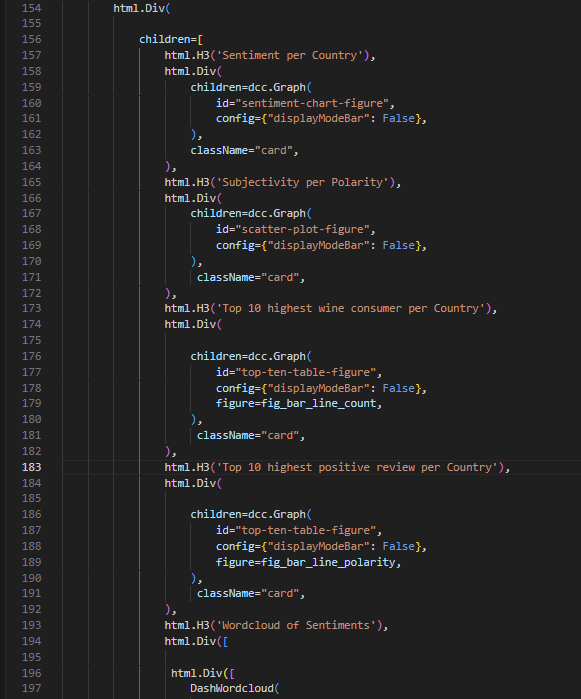 154 html.Div(
155
156 children=[
157 html.H3('Sentiment per Country'),
158 html.Div(
159 children=dcc.Graph(
160 id="sentiment-chart-figure",
161 config={"displayModeBar": False},
162 ),
163 className="card",
164 ),
165 html.H3('Subjectivity per Polarity'),
166 html.Div(
167 children=dcc.Graph(
168 id="scatter-plot-figure",
169 config={"displayModeBar": False},
170 ),
171 className="card",
172 ),
173 html.H3('Top 10 highest wine consumer per Country'),
174 html.Div(
175
176 children=dcc.Graph(
177 id="top-ten-table-figure",
178 config={"displayModeBar": False},
179 figure=fig_bar_line_count,
180 ),
181 className="card",
182 ),
183 html.H3('Top 10 highest positive review per Country'),
184 html.Div(
185
186 children=dcc.Graph(
187 id="top-ten-table-figure",
188 config={"displayModeBar": False},
189 figure=fig_bar_line_polarity,
190 ),
191 className="card",
192 ),
193 html.H3('Wordcloud of Sentiments'),
194 html.Div([
195
196 html.Div([
197 DashWordcloud(